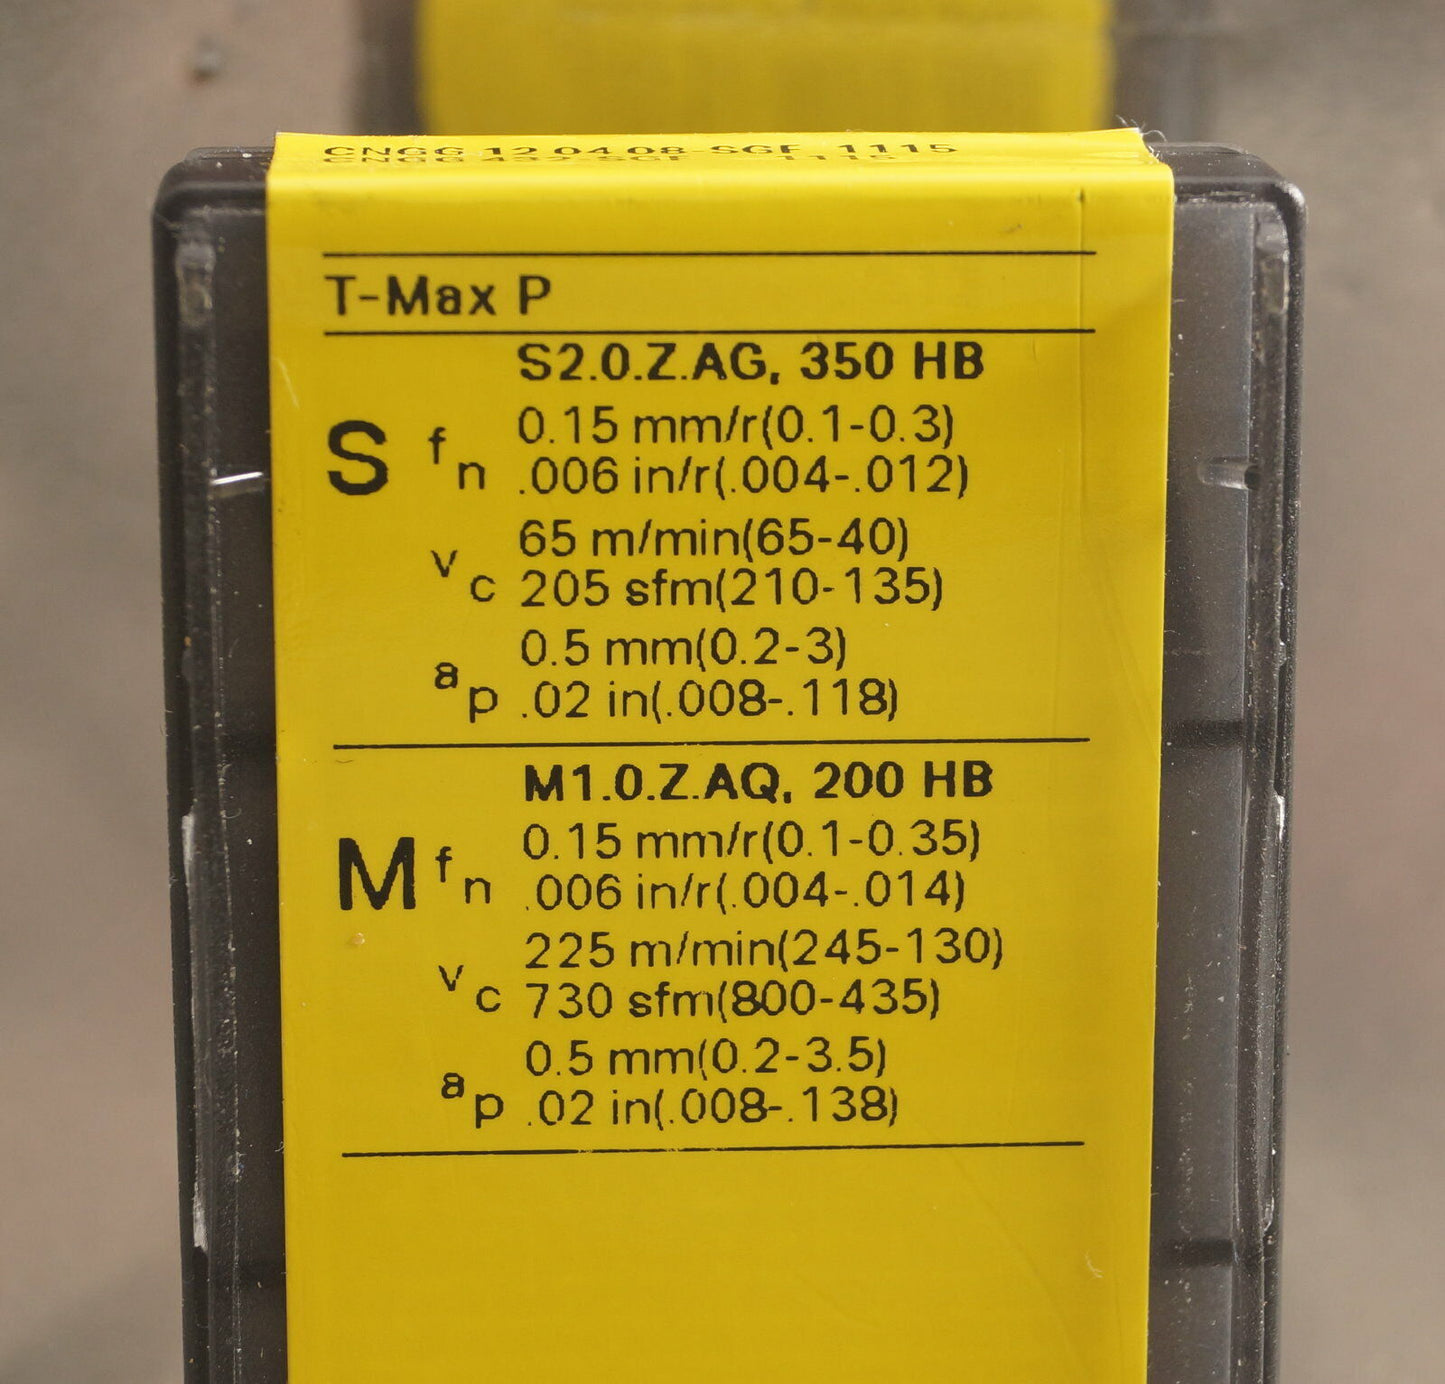 CNGG 12 04 08-SGF 1115
CNGG 432-SGF 1115
T-Max P
S2.0.Z.AG, 350 HB
S fn 0.15 mm/r(0.1-0.3)
.006 in/r(.004-.012)
vc 65 m/min(65-40)
205 sfm(210-135)
ap 0.5 mm(0.2-3)
.02 in(.008-.118)
M1.0.Z.AQ, 200 HB
M fn 0.15 mm/r(0.1-0.35)
.006 in/r(.004-.014)
vc 225 m/min(245-130)
730 sfm(800-435)
ap 0.5 mm(0.2-3.5)
.02 in(.008-.138)